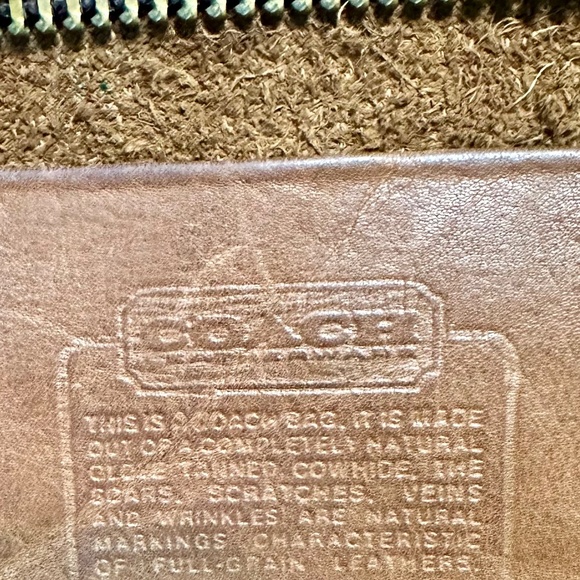 COACH
THIS IS A COACH BAG. IT IS MADE
OUT OF A COMPLETELY NATURAL
GLOVE TANNED COWHIDE. THE
SCARS, SCRATCHES, VEINS
AND WRINKLES ARE NATURAL
MARKINGS CHARACTERISTIC
OF FULL-GRAIN LEATHERS.